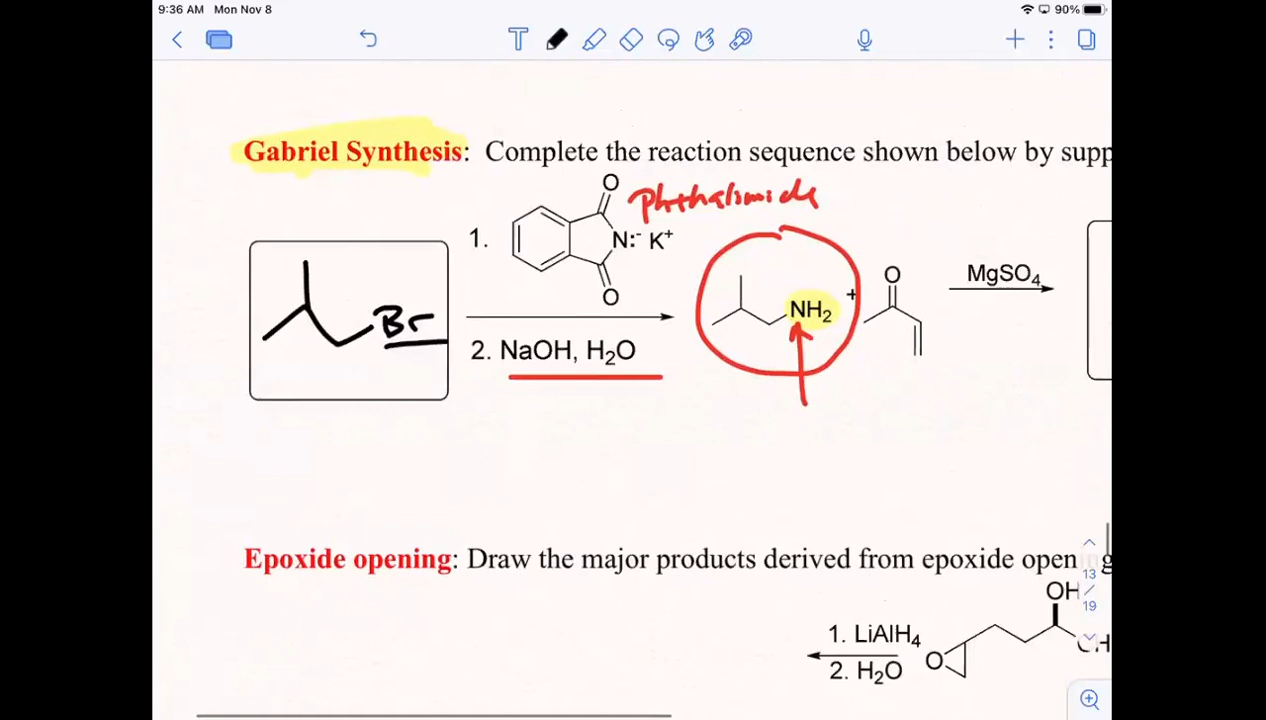 9:36 AM Mon Nov 8
90%
T
Gabriel Synthesis: Complete the reaction sequence shown below by supp
O
Phthalimide
1.
N:⁻ K⁺
O
Br
2. NaOH, H₂O
NH₂
+
O
MgSO₄
Epoxide opening: Draw the major products derived from epoxide opening
13
19
OH
1. LiAlH₄
2. H₂O
O